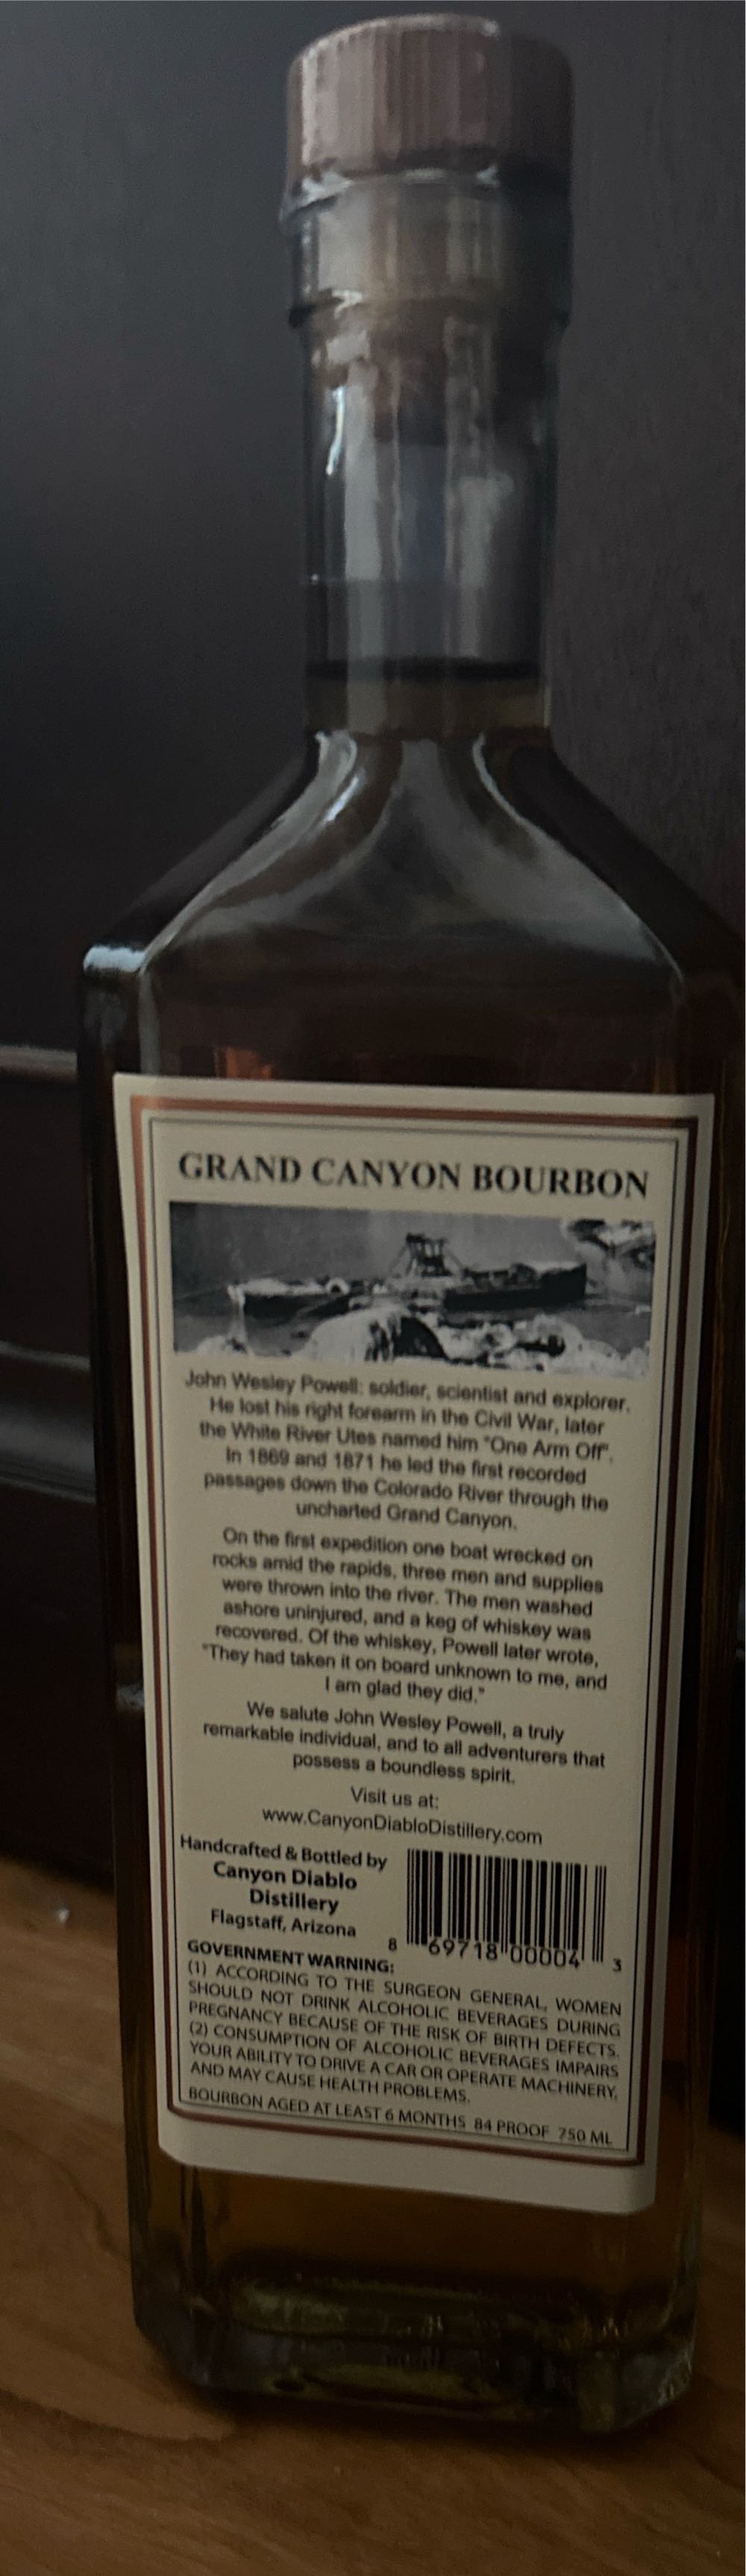 GRAND CANYON BOURBON
John Wesley Powell: soldier, scientist and explorer.
He lost his right forearm in the Civil War, later
the White River Utes named him "One Arm Off".
In 1869 and 1871 he led the first recorded
passages down the Colorado River through the
uncharted Grand Canyon.
On the first expedition one boat wrecked on
rocks amid the rapids, three men and supplies
were thrown into the river. The men washed
ashore uninjured, and a keg of whiskey was
recovered. Of the whiskey, Powell later wrote,
"They had taken it on board unknown to me, and
I am glad they did."
We salute John Wesley Powell, a truly
remarkable individual, and to all adventurers that
possess a boundless spirit.
Visit us at:
www.CanyonDiabloDistillery.com
Handcrafted & Bottled by
Canyon Diablo
Distillery
Flagstaff, Arizona
8 69718 00004 3
GOVERNMENT WARNING:
(1) ACCORDING TO THE SURGEON GENERAL, WOMEN
SHOULD NOT DRINK ALCOHOLIC BEVERAGES DURING
PREGNANCY BECAUSE OF THE RISK OF BIRTH DEFECTS.
(2) CONSUMPTION OF ALCOHOLIC BEVERAGES IMPAIRS
YOUR ABILITY TO DRIVE A CAR OR OPERATE MACHINERY,
AND MAY CAUSE HEALTH PROBLEMS.
BOURBON AGED AT LEAST 6 MONTHS 84 PROOF 750 ML